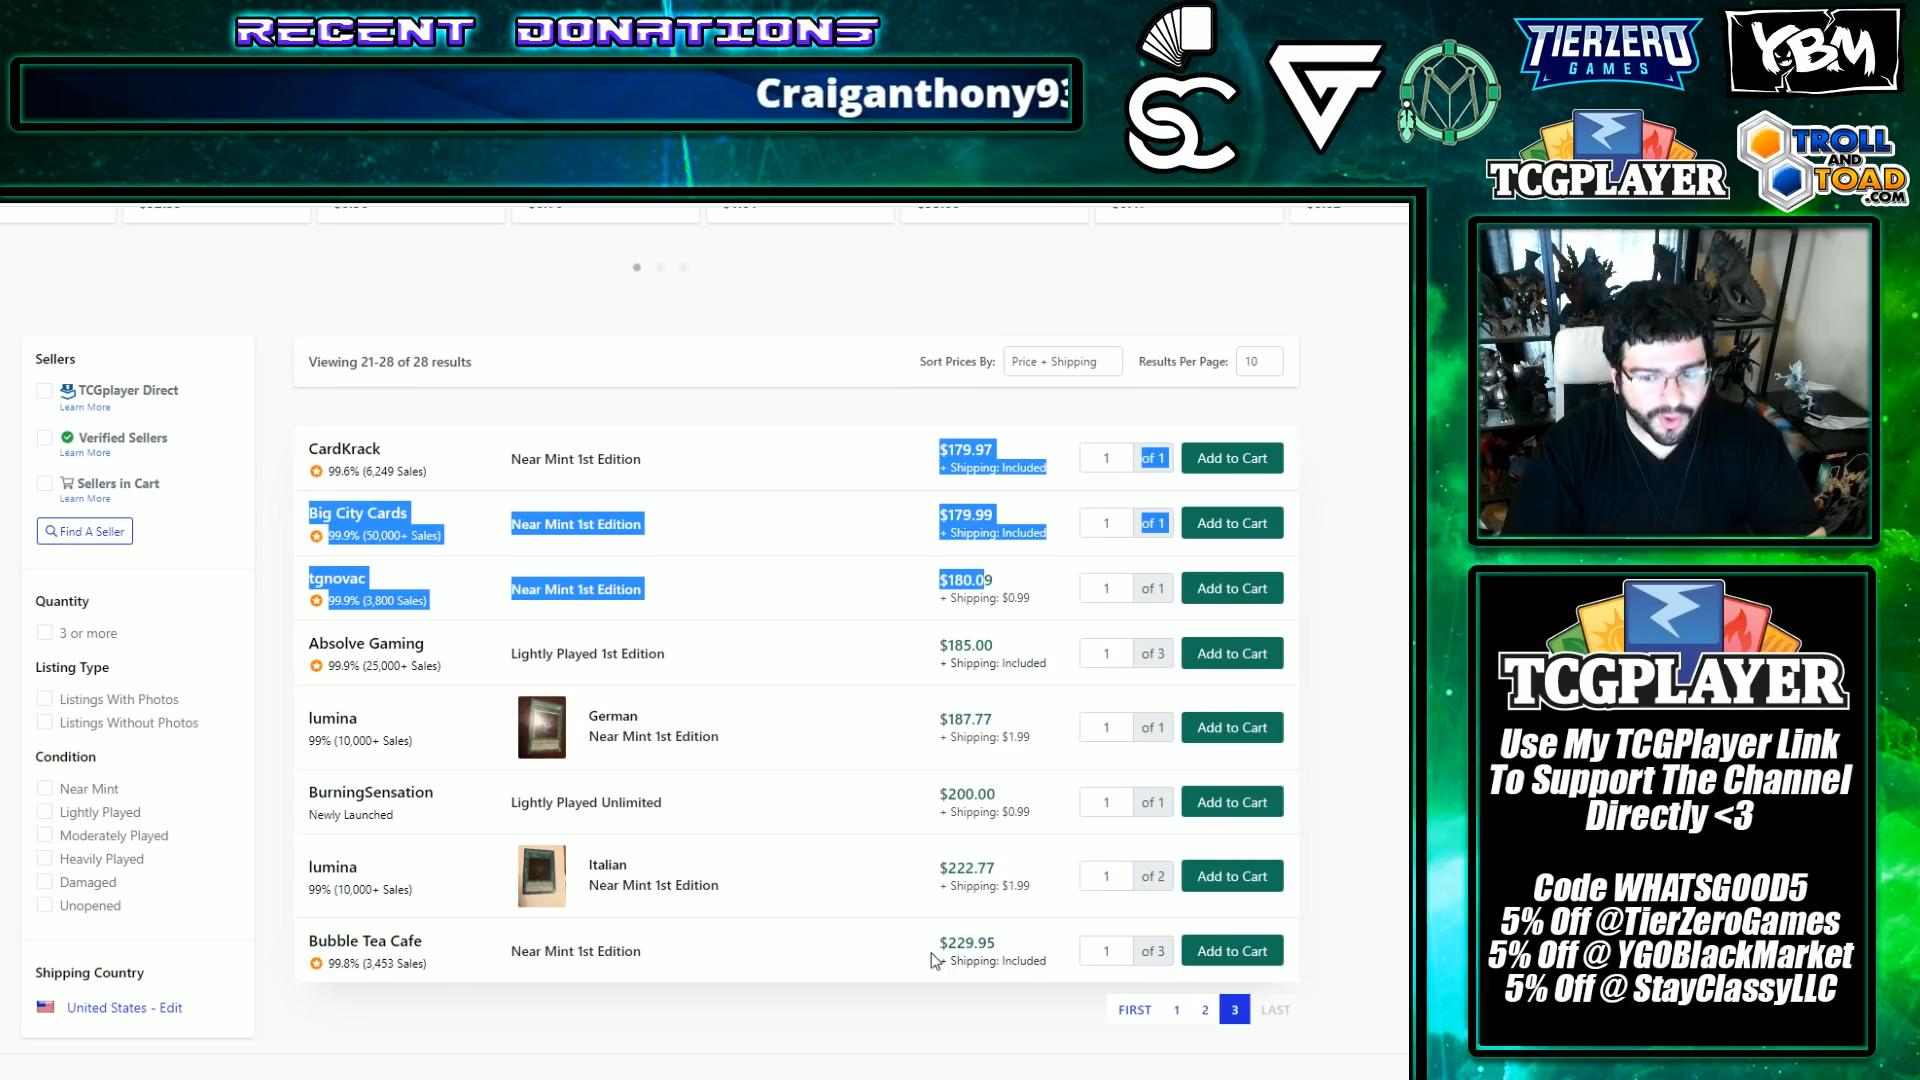 RECENT DONATIONS
Craiganthony93
SC
TIERZERO
GAMES
YBM
TCGPLAYER
TROLL
AND
TOAD
.COM
Sellers
TCGplayer Direct
Learn More
Verified Sellers
Learn More
Sellers in Cart
Learn More
Find A Seller
Quantity
3 or more
Listing Type
Listings With Photos
Listings Without Photos
Condition
Near Mint
Lightly Played
Moderately Played
Heavily Played
Damaged
Unopened
Shipping Country
United States - Edit
Viewing 21-28 of 28 results
Sort Prices By: Price + Shipping Results Per Page: 10
CardKrack
99.6% (6,249 Sales)
Near Mint 1st Edition
$179.97
+ Shipping: Included
1 of 1 Add to Cart
Big City Cards
99.9% (50,000+ Sales)
Near Mint 1st Edition
$179.99
+ Shipping: Included
1 of 1 Add to Cart
tgnovac
99.9% (3,800 Sales)
Near Mint 1st Edition
$180.09
+ Shipping: $0.99
1 of 1 Add to Cart
Absolve Gaming
99.9% (25,000+ Sales)
Lightly Played 1st Edition
$185.00
+ Shipping: Included
1 of 3 Add to Cart
lumina
99% (10,000+ Sales)
German
Near Mint 1st Edition
$187.77
+ Shipping: $1.99
1 of 1 Add to Cart
BurningSensation
Newly Launched
Lightly Played Unlimited
$200.00
+ Shipping: $0.99
1 of 1 Add to Cart
lumina
99% (10,000+ Sales)
Italian
Near Mint 1st Edition
$222.77
+ Shipping: $1.99
1 of 2 Add to Cart
Bubble Tea Cafe
99.8% (3,453 Sales)
Near Mint 1st Edition
$229.95
+ Shipping: Included
1 of 3 Add to Cart
FIRST 1 2 3 LAST
TCGPLAYER
Use My TCGPlayer Link
To Support The Channel
Directly <3
Code WHATSGOOD5
5% Off @TierZeroGames
5% Off @ YGOBlackMarket
5% Off @ StayClassyLLC